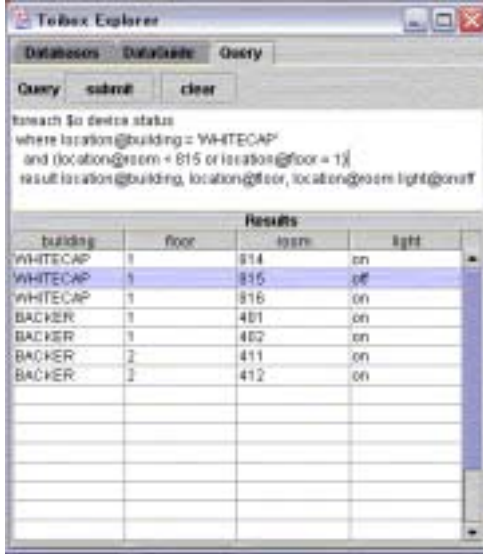 Toibox Explorer
Databases DataGuide Query
Query submit clear
foreach $o device status
where location@building = 'WHITECAP'
and (location@room < 815 or location@floor = 1)
result location@building, location@floor, location@room light@onoff
Results
building floor room light
WHITECAP 1 814 on
WHITECAP 1 815 off
WHITECAP 1 816 on
BACKER 1 401 on
BACKER 1 402 on
BACKER 2 411 on
BACKER 2 412 on